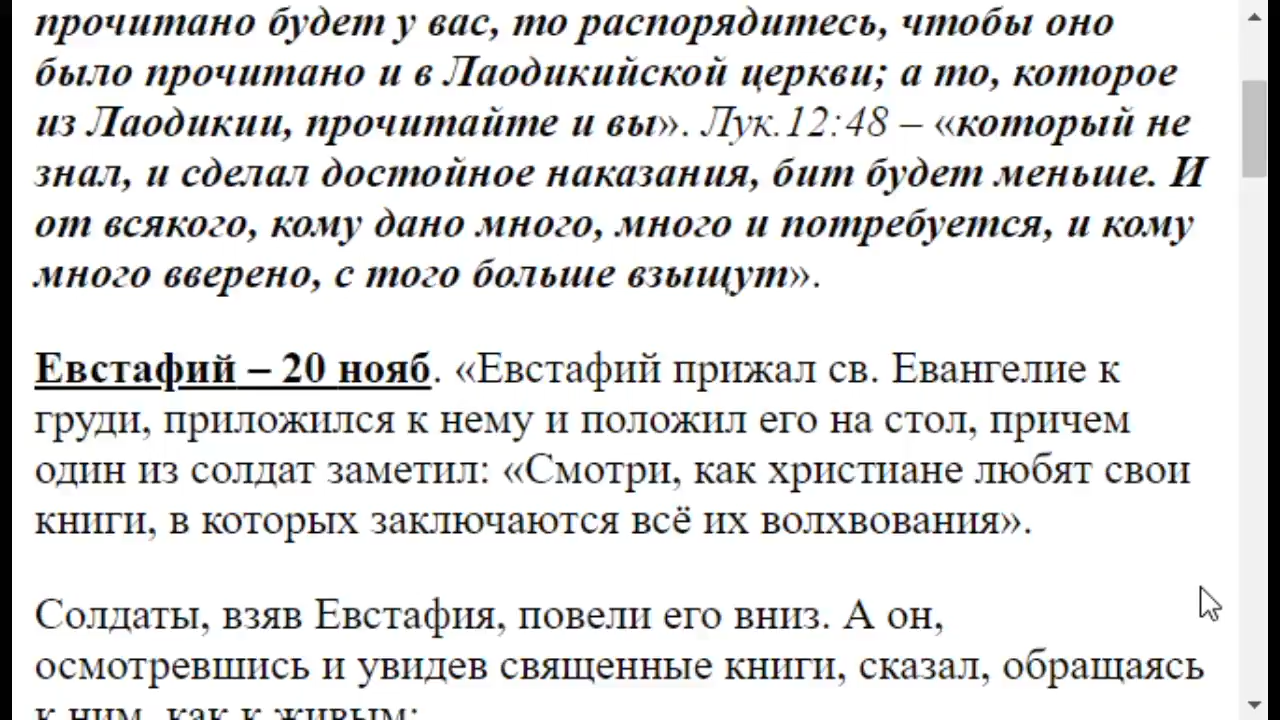 прочитано будет у вас, то распорядитесь, чтобы оно
было прочитано и в Лаодикийской церкви; а то, которое
из Лаодикии, прочитайте и вы». Лук.12:48 – «который не
знал, и сделал достойное наказания, бит будет меньше. И
от всякого, кому дано много, много и потребуется, и кому
много вверено, с того больше взыщут».
Евстафий – 20 нояб. «Евстафий прижал св. Евангелие к
груди, приложился к нему и положил его на стол, причем
один из солдат заметил: «Смотри, как христиане любят свои
книги, в которых заключаются всё их волхвования».
Солдаты, взяв Евстафия, повели его вниз. А он,
осмотревшись и увидев священные книги, сказал, обращаясь
к ним, как к живым: